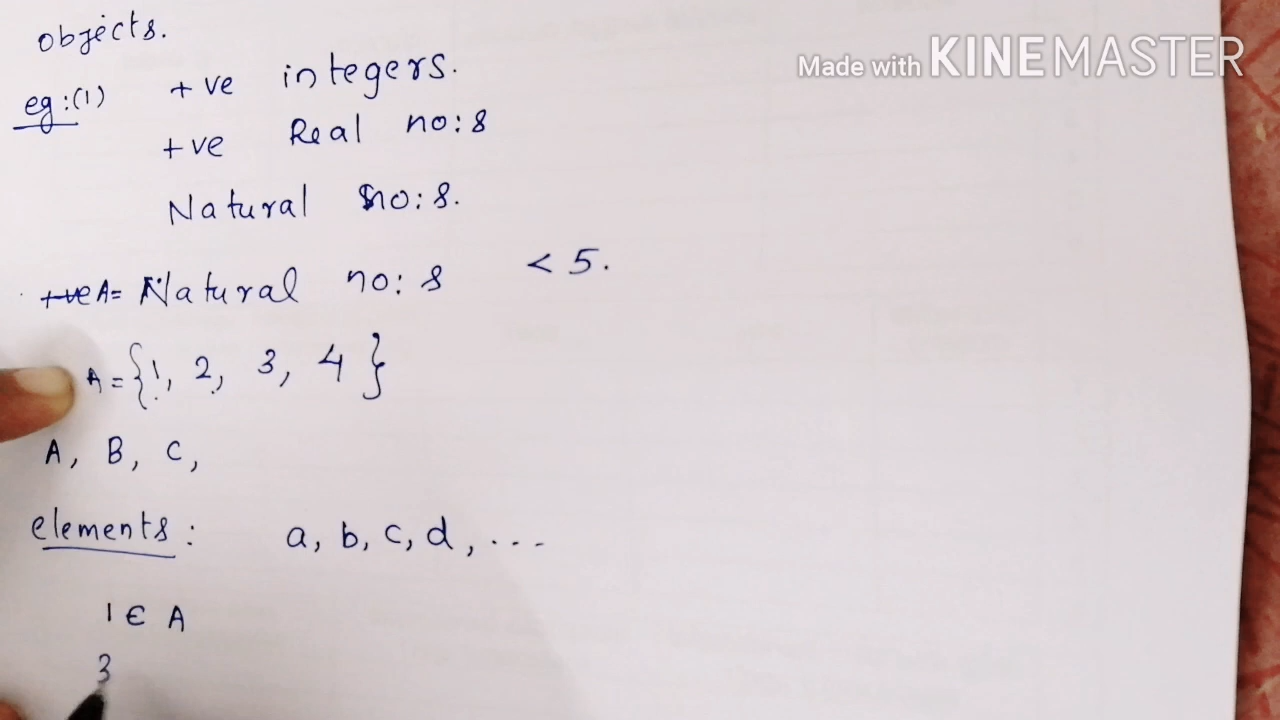 objects.
Made with KINEMASTER
eg:(1) +ve integers.
+ve Real no:s
Natural no:s.
+ve A= Natural no:s < 5.
A = {1, 2, 3, 4}
A, B, C,
elements: a, b, c, d, ...
1 ∈ A
3